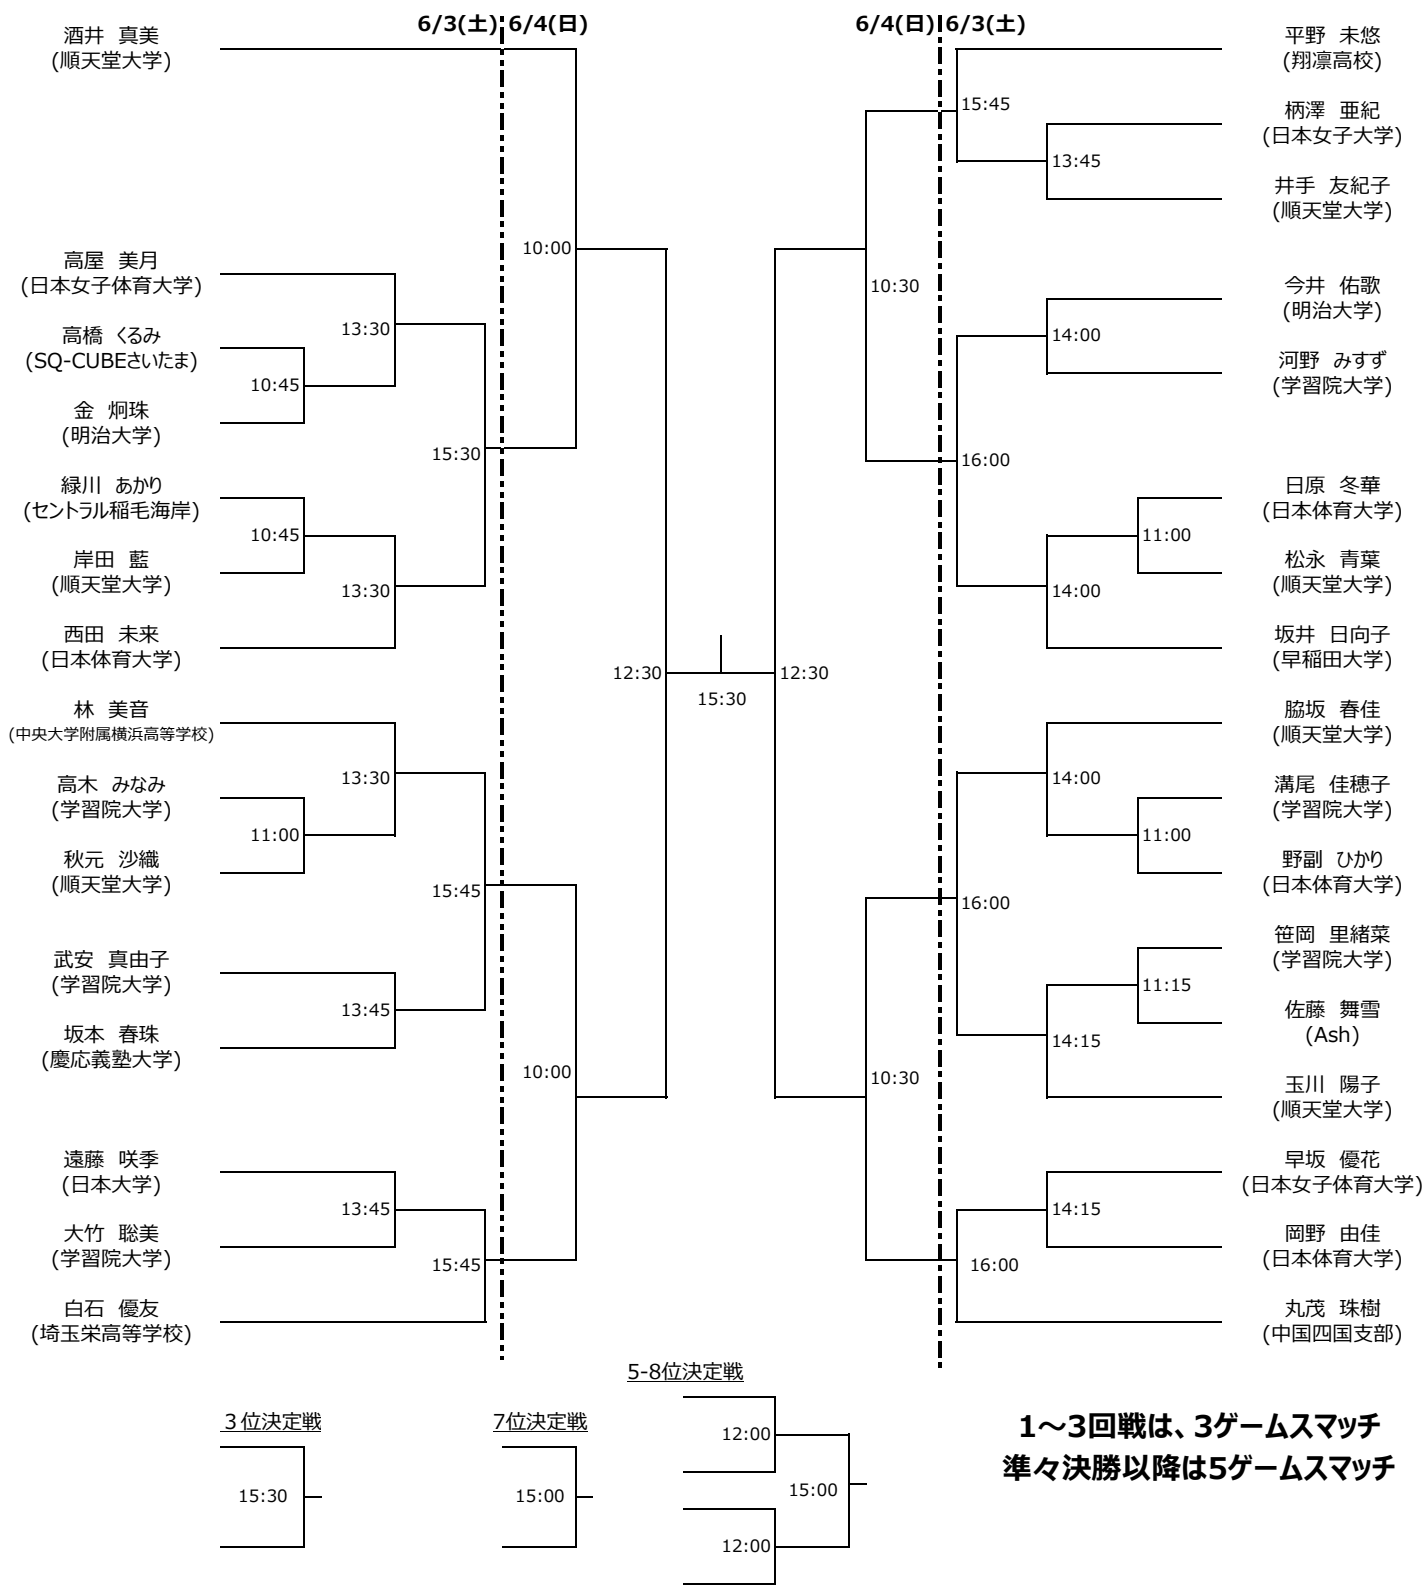 6/3(土) 6/4(日)
酒井 真美
(順天堂大学)
10:00
高屋 美月
(日本女子体育大学)
13:30
高橋 くるみ
(SQ-CUBEさいたま)
10:45
金 炯珠
(明治大学)
15:30
緑川 あかり
(セントラル稲毛海岸)
10:45
岸田 藍
(順天堂大学)
13:30
西田 未来
(日本体育大学)
12:30
15:30
林 美音
(中央大学附属横浜高等学校)
13:30
高木 みなみ
(学習院大学)
11:00
秋元 沙織
(順天堂大学)
15:45
武安 真由子
(学習院大学)
13:45
坂本 春珠
(慶応義塾大学)
10:00
遠藤 咲季
(日本大学)
13:45
大竹 聡美
(学習院大学)
15:45
白石 優友
(埼玉栄高等学校)
6/4(日) 6/3(土)
平野 未悠
(翔凛高校)
15:45
柄澤 亜紀
(日本女子大学)
13:45
井手 友紀子
(順天堂大学)
10:30
今井 佑歌
(明治大学)
14:00
河野 みすず
(学習院大学)
16:00
日原 冬華
(日本体育大学)
11:00
松永 青葉
(順天堂大学)
14:00
坂井 日向子
(早稲田大学)
12:30
脇坂 春佳
(順天堂大学)
14:00
溝尾 佳穂子
(学習院大学)
11:00
野副 ひかり
(日本体育大学)
16:00
笹岡 里緒菜
(学習院大学)
11:15
佐藤 舞雪
(Ash)
14:15
玉川 陽子
(順天堂大学)
10:30
早坂 優花
(日本女子体育大学)
14:15
岡野 由佳
(日本体育大学)
16:00
丸茂 珠樹
(中国四国支部)
３位決定戦
15:30
7位決定戦
15:00
5-8位決定戦
12:00
15:00
12:00
1～3回戦は、3ゲームスマッチ
準々決勝以降は5ゲームスマッチ